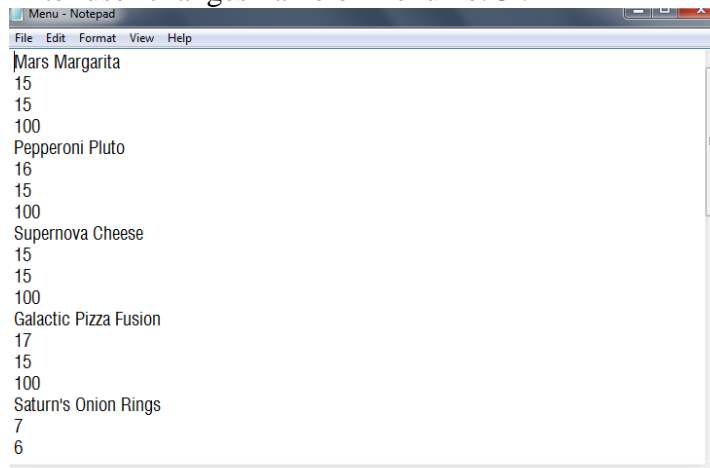 Menu - Notepad
File Edit Format View Help
Mars Margarita
15
15
100
Pepperoni Pluto
16
15
100
Supernova Cheese
15
15
100
Galactic Pizza Fusion
17
15
100
Saturn's Onion Rings
7
6